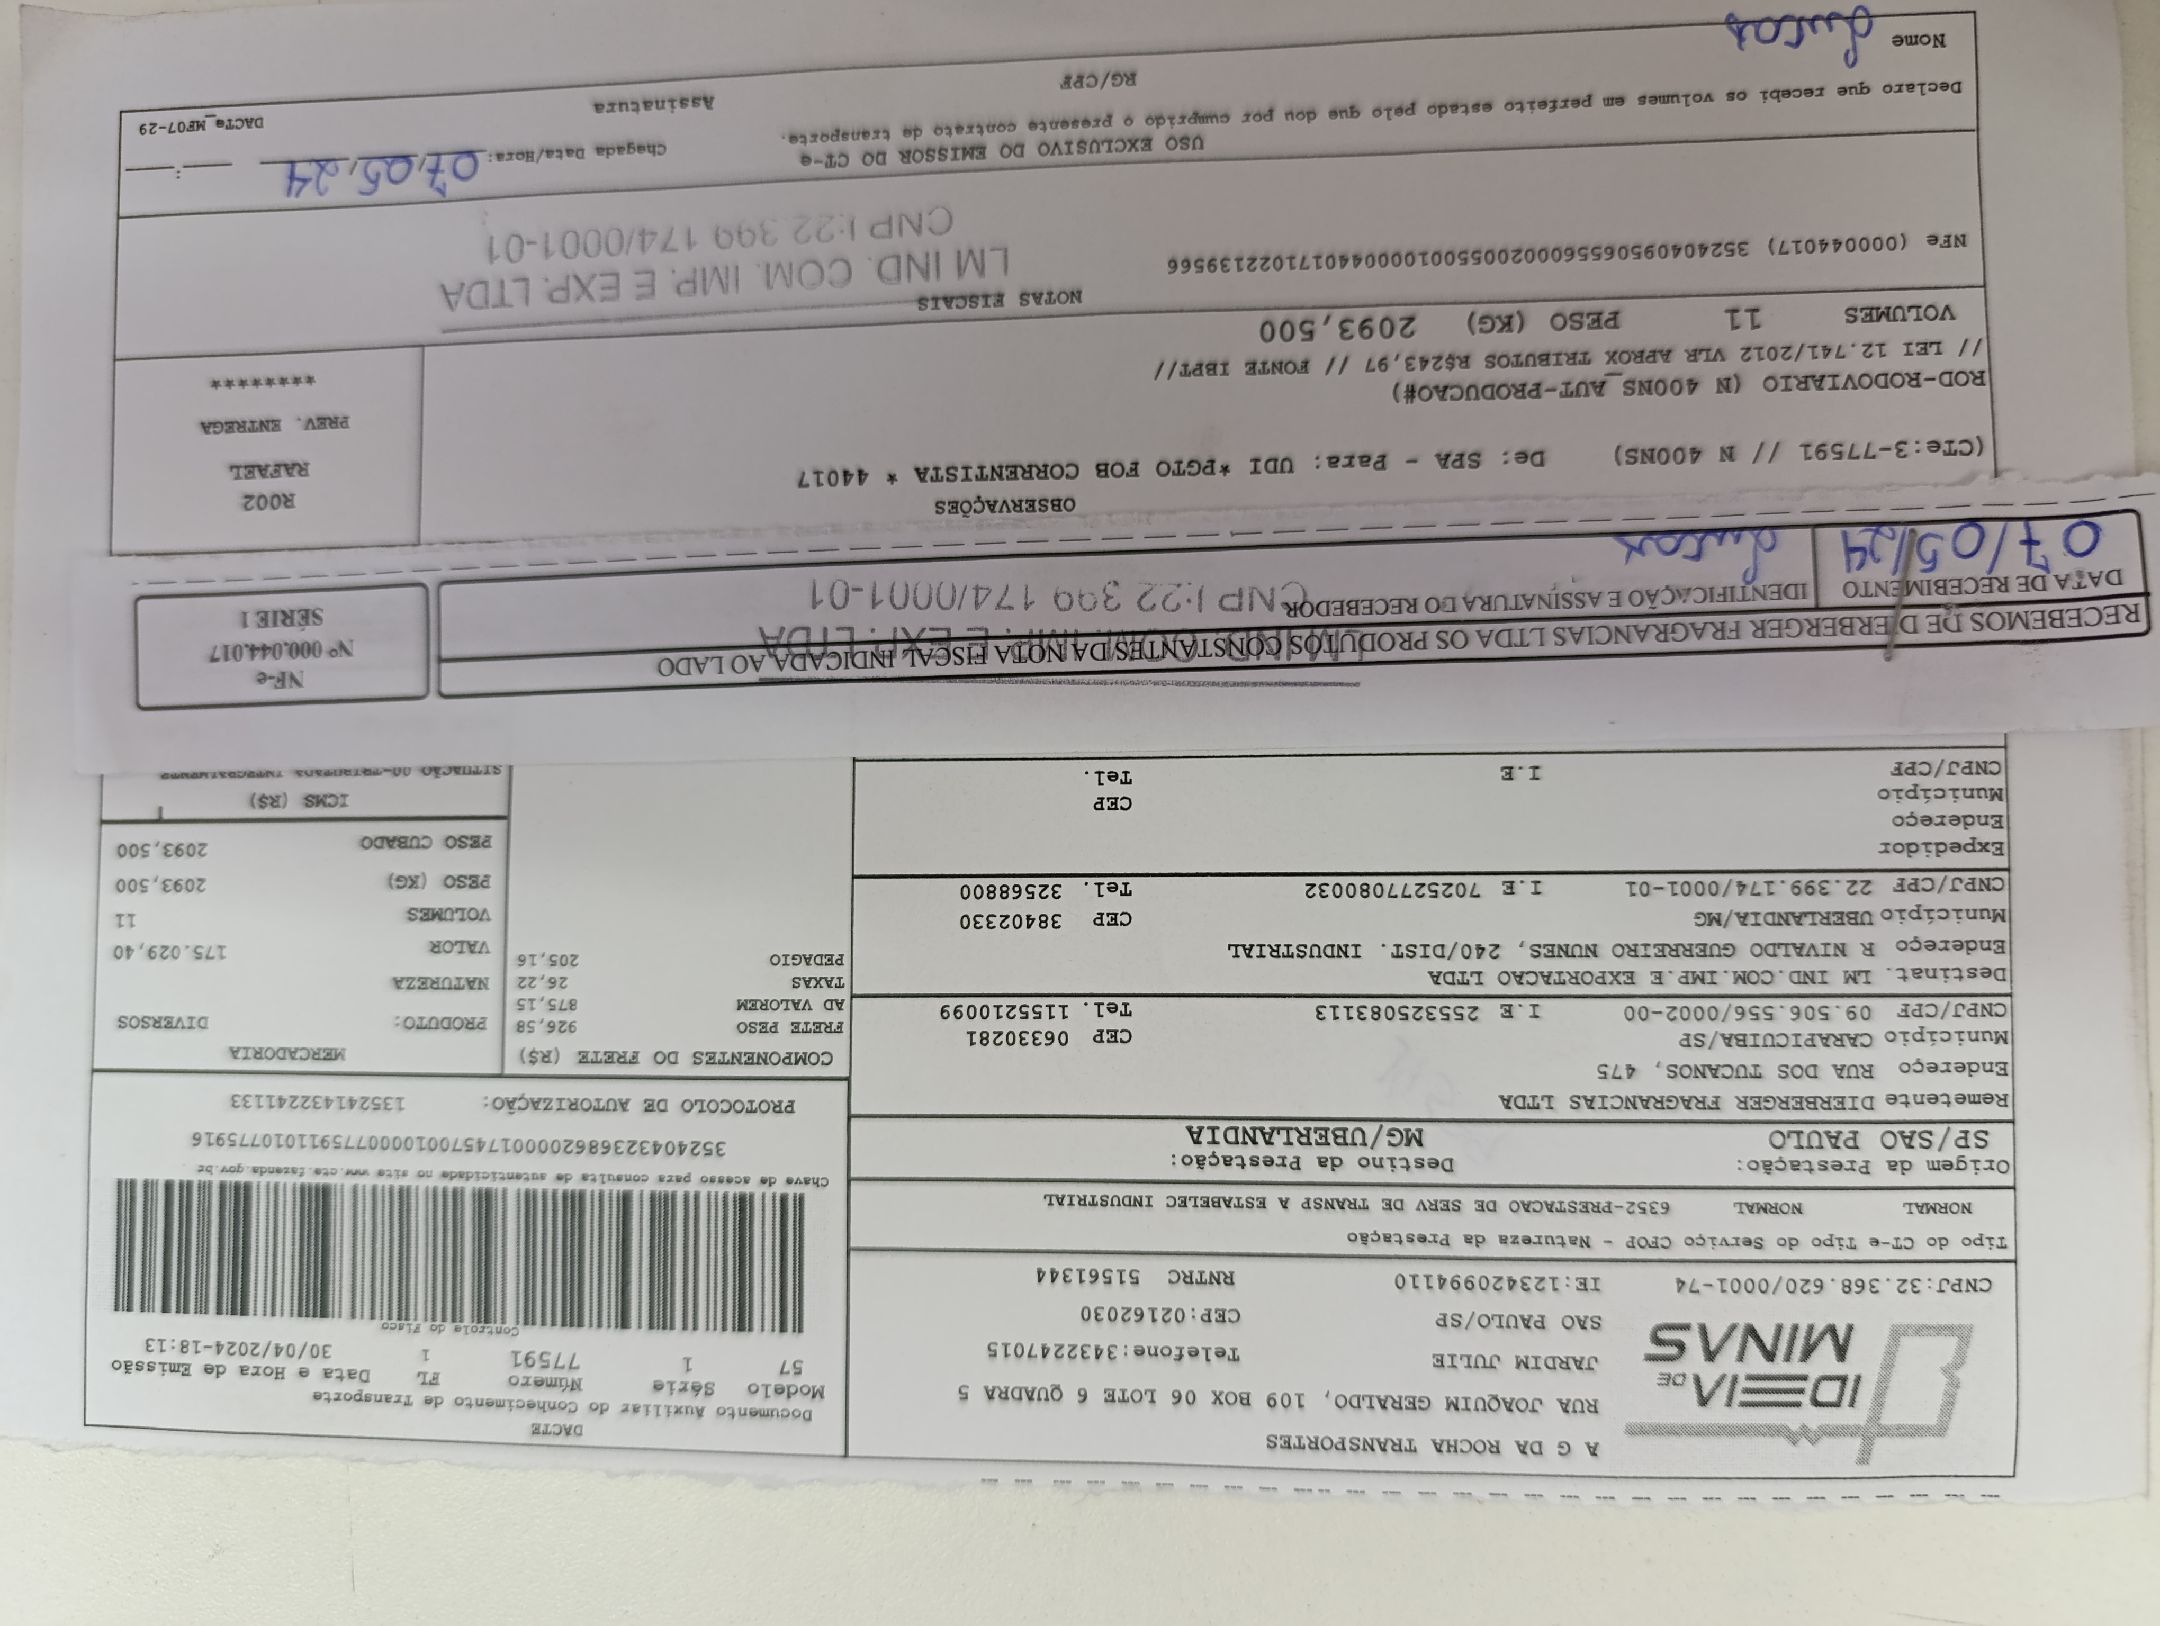 A G DA ROCHA TRANSPORTES
IDEIA DE MINAS
RUA JOAQUIM GERALDO, 109 BOX 06 LOTE 6 QUADRA 5
JARDIM JULIE Telefone:3432247015
SAO PAULO/SP CEP:02162030
CNPJ:32.368.620/0001-74 IE:123420994110 RNTRC 51561344
DACTE
Documento Auxiliar do Conhecimento de Transporte
Modelo Série Número FL Data e Hora de Emissão
57 1 77591 1 30/04/2024-18:13
Controle do Fisco
Tipo do CT-e Tipo do Serviço CFOP - Natureza da Prestação
NORMAL NORMAL 6352-PRESTACAO DE SERV DE TRANSP A ESTABELEC INDUSTRIAL
Chave de acesso para consulta de autenticidade no site www.cte.fazenda.gov.br
35240432368620000174570010000775911010775916
PROTOCOLO DE AUTORIZAÇÃO: 135241432241133
Origem da Prestação: Destino da Prestação:
SP/SAO PAULO MG/UBERLANDIA
Remetente DIERBERGER FRAGRANCIAS LTDA
Endereço RUA DOS TUCANOS, 475
Município CARAPICUIBA/SP CEP 06330281
CNPJ/CPF 09.506.556/0002-00 I.E 255325083113 Tel. 1155210099
Destinat. LM IND.COM.IMP.E EXPORTACAO LTDA
Endereço R NIVALDO GUERREIRO NUNES, 240/DIST. INDUSTRIAL
Município UBERLANDIA/MG CEP 38402330
CNPJ/CPF 22.399.174/0001-01 I.E 7025277080032 Tel. 32568800
Expedidor
Endereço
Município CEP
CNPJ/CPF I.E Tel.
COMPONENTES DO FRETE (R$)
FRETE PESO 926,58
AD VALOREM 875,15
TAXAS 26,22
PEDAGIO 205,16
MERCADORIA
PRODUTO: DIVERSOS
NATUREZA
VALOR 175.029,40
VOLUMES 11
PESO (KG) 2093,500
PESO CUBADO 2093,500
ICMS (R$)
SITUAÇÃO 00-TRIBUTADA INTEGRALMENTE
RECEBEMOS DE DIERBERGER FRAGRANCIAS LTDA OS PRODUTOS CONSTANTES DA NOTA FISCAL INDICADA AO LADO
DATA DE RECEBIMENTO IDENTIFICAÇÃO E ASSINATURA DO RECEBEDOR
07/05/24 Lucas
LM IND. COM. IMP. E EXP. LTDA
CNPJ:22 399 174/0001-01
NF-e
Nº 000.044.017
SÉRIE 1
OBSERVAÇÕES
(CTe:3-77591 // N 400NS) De: SPA - Para: UDI *PGTO FOB CORRENTISTA * 44017
ROD-RODOVIARIO (N 400NS_AUT-PRODUCAO#)
// LEI 12.741/2012 VLR APROX TRIBUTOS R$243,97 // FONTE IBPT//
VOLUMES 11 PESO (KG) 2093,500
R002
RAFAEL
PREV. ENTREGA
********
NOTAS FISCAIS
NFe (000044017) 35240409506556000200550010000440171022139566
LM IND. COM. IMP. E EXP. LTDA
CNPJ:22 399 174/0001-01
USO EXCLUSIVO DO EMISSOR DO CT-e
Declaro que recebi os volumes em perfeito estado pelo que dou por cumprido o presente contrato de transporte.
Chegada Data/Hora: 07/05/24 __:__
Nome Lucas RG/CPF Assinatura
DACTe_MF07-29